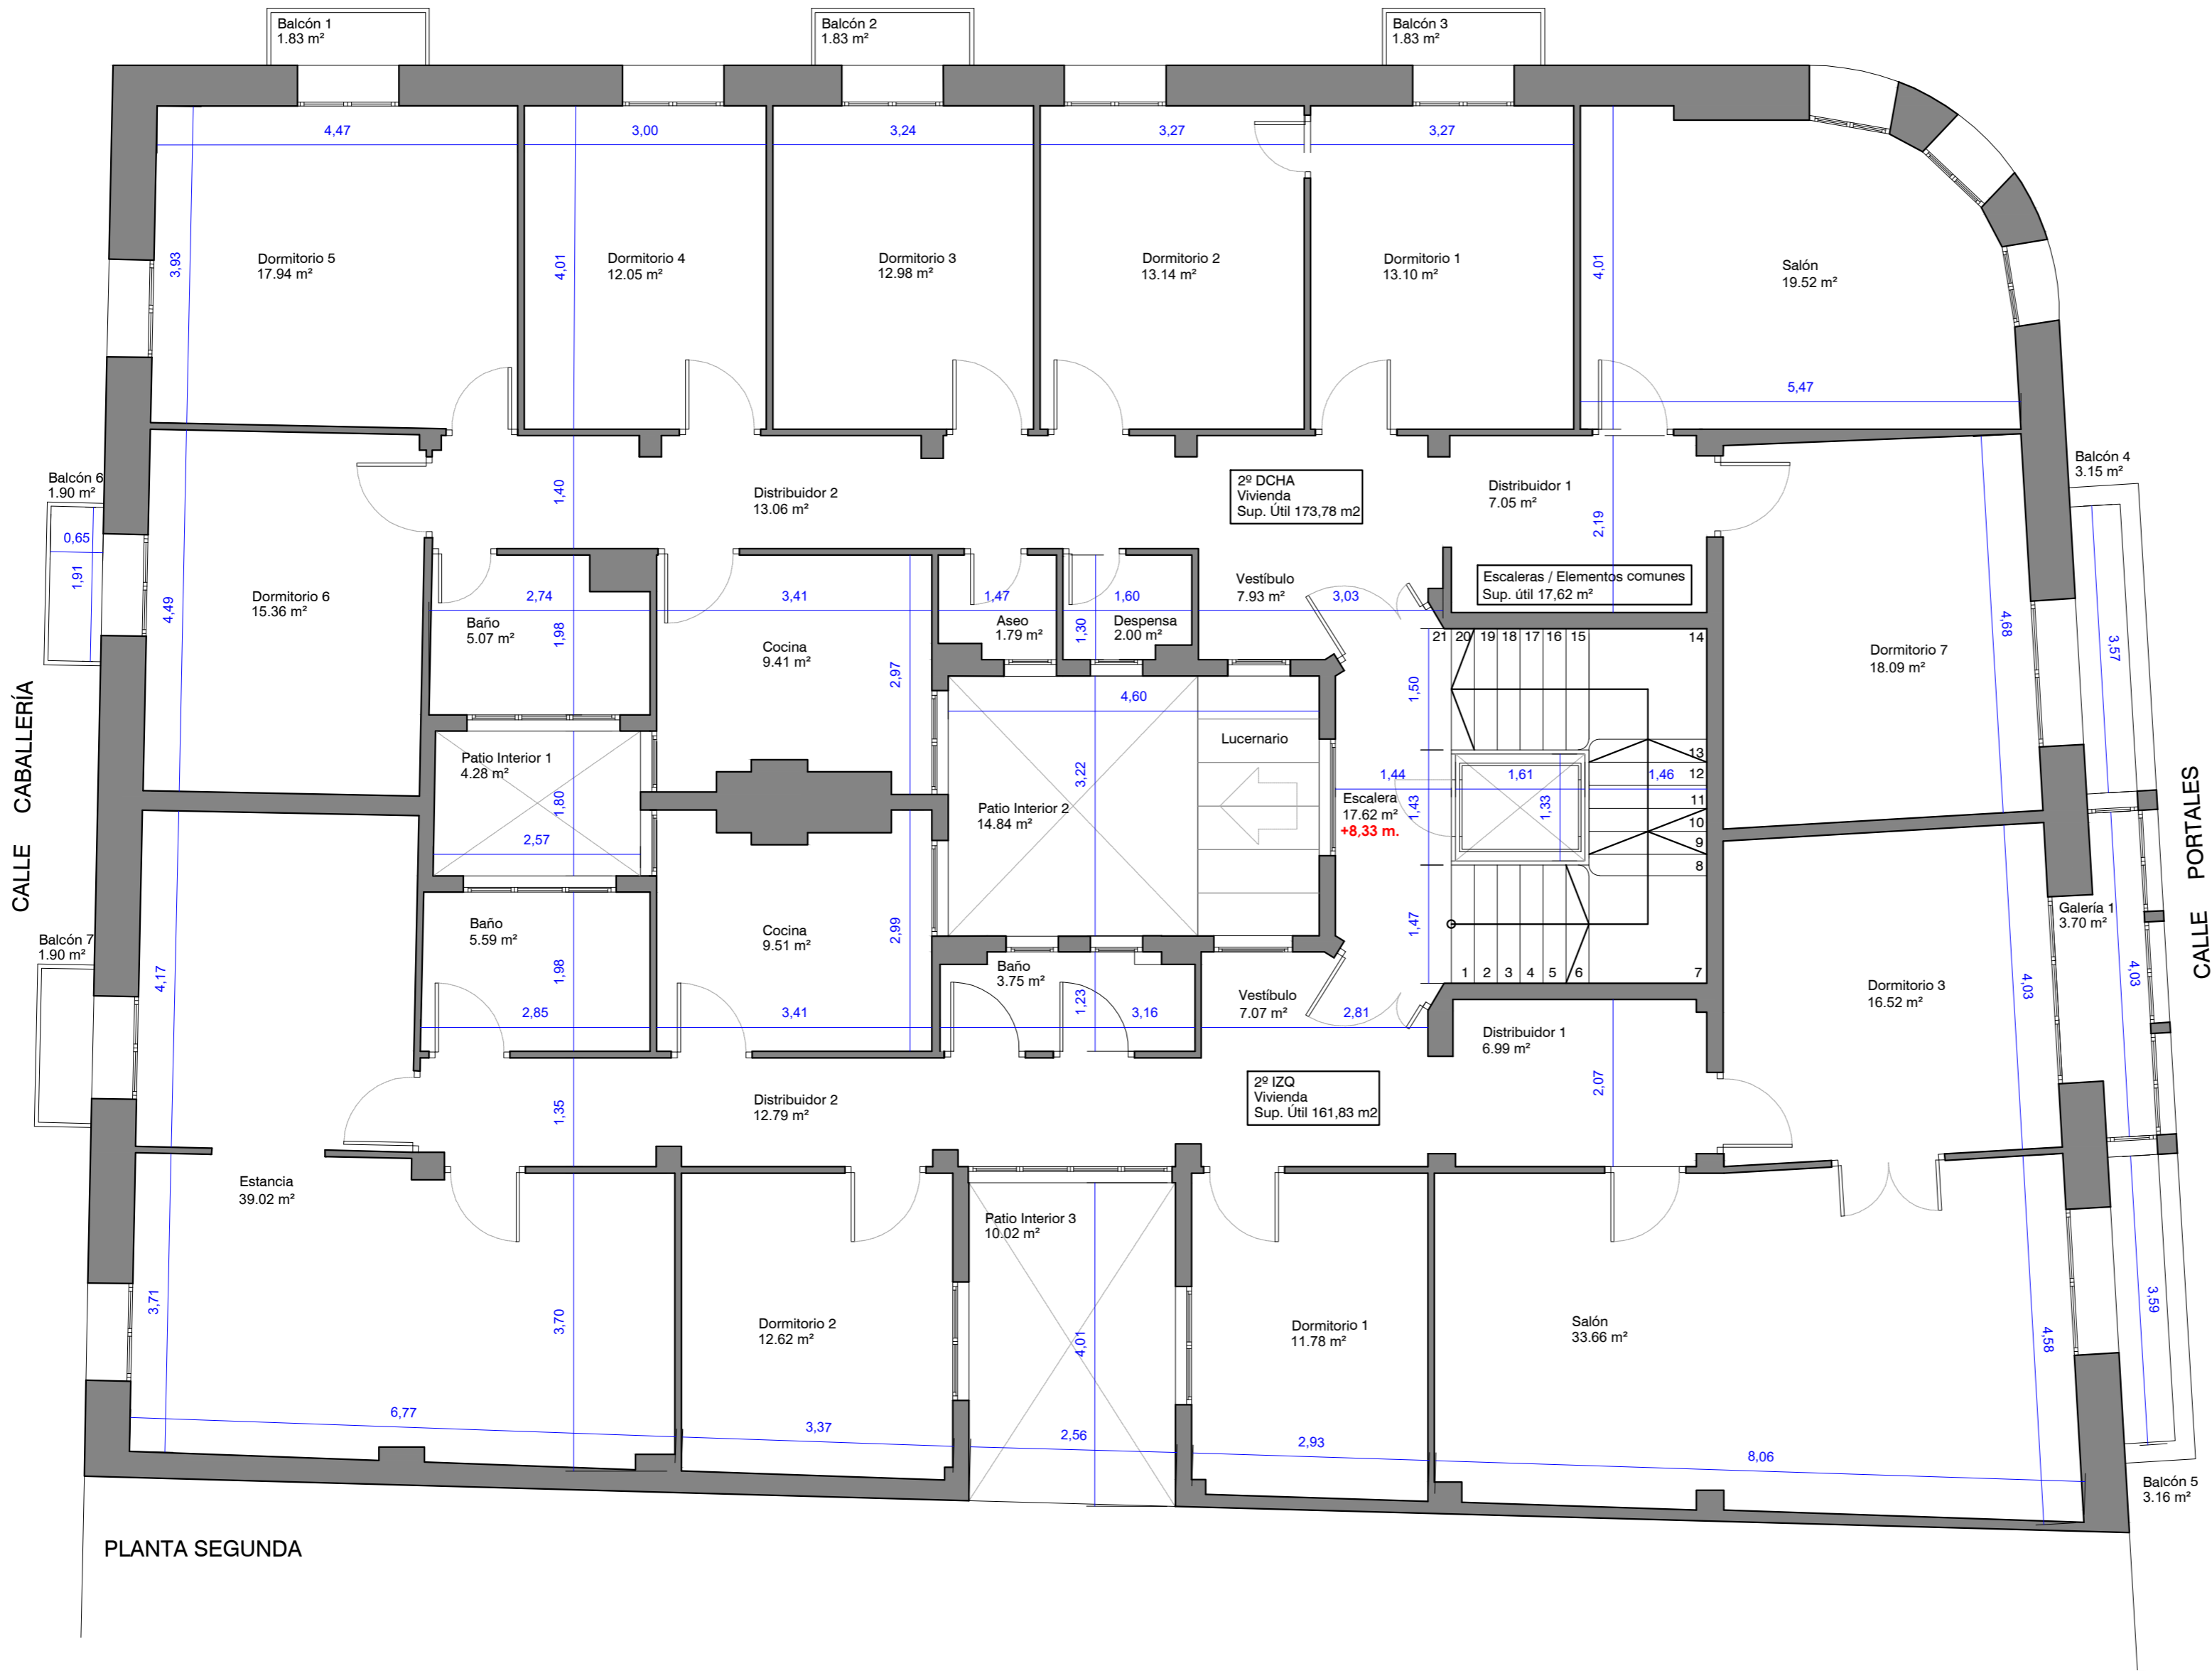 Balcón 1
1.83 m²
Balcón 2
1.83 m²
Balcón 3
1.83 m²
4,47
3,00
3,24
3,27
3,27
3,93
4,01
4,01
Dormitorio 5
17.94 m²
Dormitorio 4
12.05 m²
Dormitorio 3
12.98 m²
Dormitorio 2
13.14 m²
Dormitorio 1
13.10 m²
Salón
19.52 m²
5,47
Balcón 6
1.90 m²
0,65
1,91
1,40
Distribuidor 2
13.06 m²
2º DCHA
Vivienda
Sup. Útil 173,78 m2
Distribuidor 1
7.05 m²
2,19
Balcón 4
3.15 m²
4,49
Dormitorio 6
15.36 m²
2,74
Baño
5.07 m²
1,98
3,41
Cocina
9.41 m²
2,97
1,47
Aseo
1.79 m²
1,30
1,60
Despensa
2.00 m²
Vestíbulo
7.93 m²
3,03
Escaleras / Elementos comunes
Sup. útil 17,62 m²
21
20
19
18
17
16
15
14
4,68
3,57
Dormitorio 7
18.09 m²
CALLE CABALLERÍA
Patio Interior 1
4.28 m²
1,80
2,57
4,60
3,22
Lucernario
Patio Interior 2
14.84 m²
1,50
1,44
1,43
1,61
1,33
1,46
Escalera
17.62 m²
+8,33 m.
13
12
11
10
9
8
CALLE PORTALES
Balcón 7
1.90 m²
4,17
Baño
5.59 m²
1,98
2,85
Cocina
9.51 m²
2,99
3,41
Baño
3.75 m²
1,23
3,16
Vestíbulo
7.07 m²
2,81
1,47
1
2
3
4
5
6
7
Galería 1
3.70 m²
Dormitorio 3
16.52 m²
4,03
4,03
Distribuidor 1
6.99 m²
2,07
1,35
Distribuidor 2
12.79 m²
2º IZQ
Vivienda
Sup. Útil 161,83 m2
Estancia
39.02 m²
3,71
3,70
6,77
Dormitorio 2
12.62 m²
3,37
Patio Interior 3
10.02 m²
4,01
2,56
Dormitorio 1
11.78 m²
2,93
Salón
33.66 m²
8,06
4,58
3,59
Balcón 5
3.16 m²
PLANTA SEGUNDA